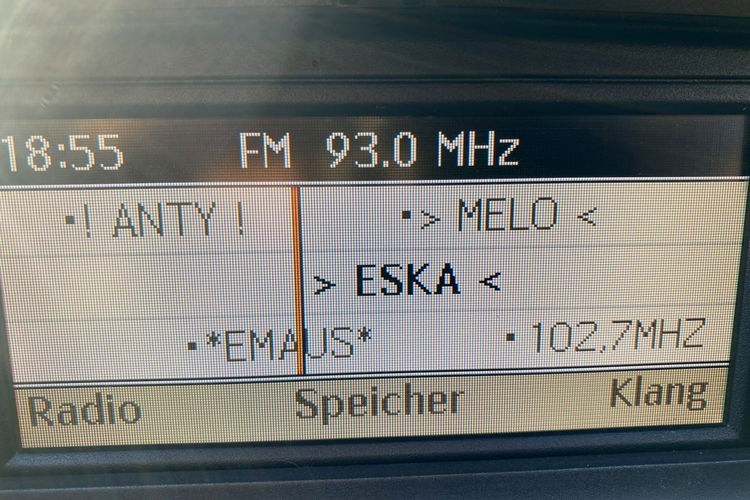 18:55 FM 93.0 MHz
·! ANTY ! ·> MELO <
> ESKA <
·*EMAUS* ·102,7MHZ
Radio Speicher Klang